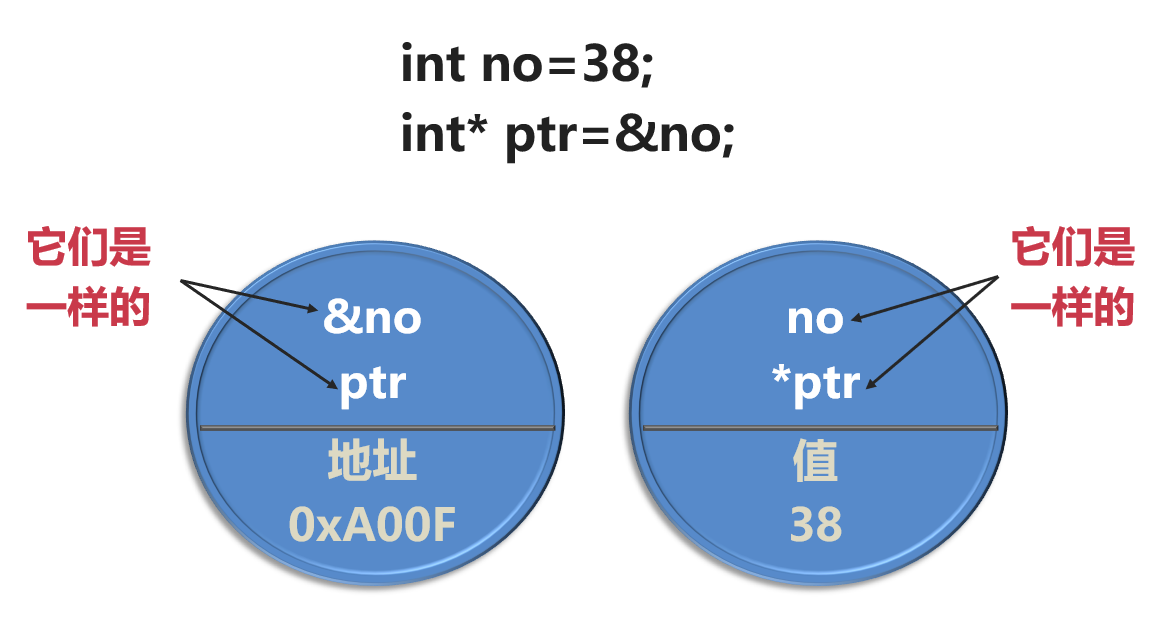 int no=38;
int* ptr=&no;
它们是
一样的
&no
ptr
地址
0xA00F
no
*ptr
值
38
它们是
一样的